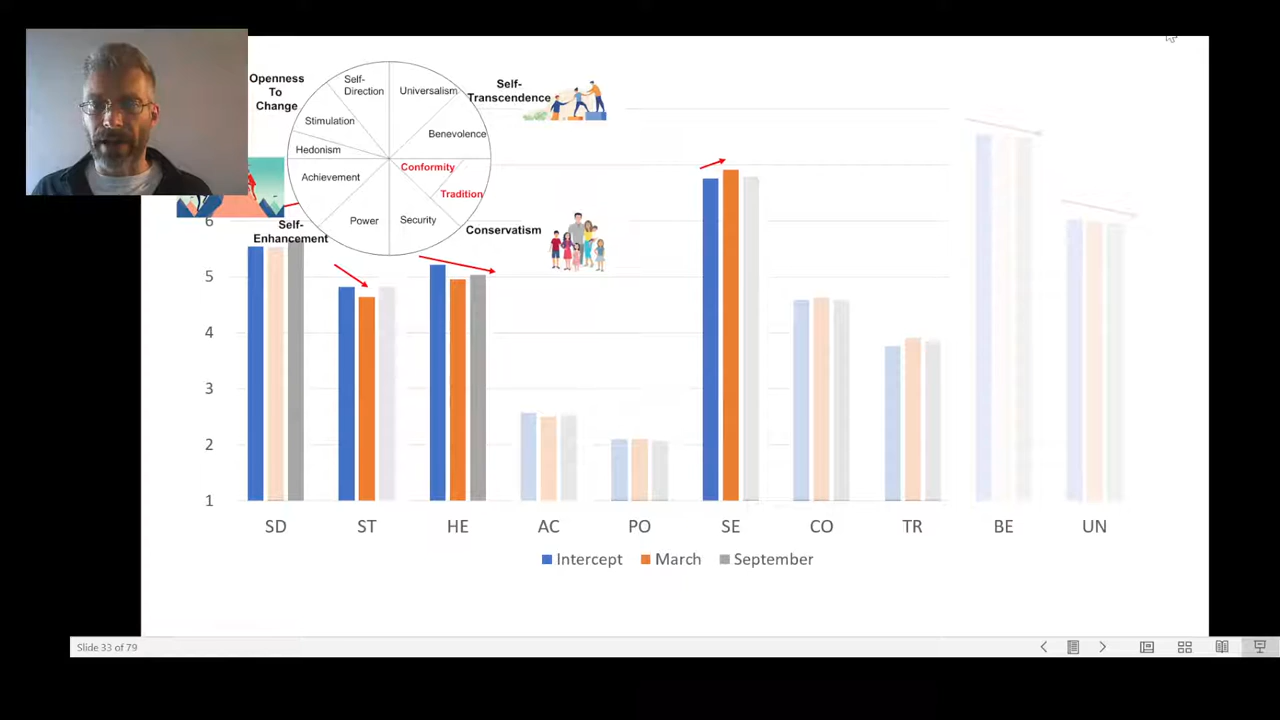 Openness
To
Change
Self-
Direction
Universalism
Self-
Transcendence
Stimulation
Benevolence
Hedonism
Conformity
Achievement
Tradition
Power
Security
Self-
Enhancement
Conservatism
6
5
4
3
2
1
SD ST HE AC PO SE CO TR BE UN
Intercept March September
Slide 33 of 79